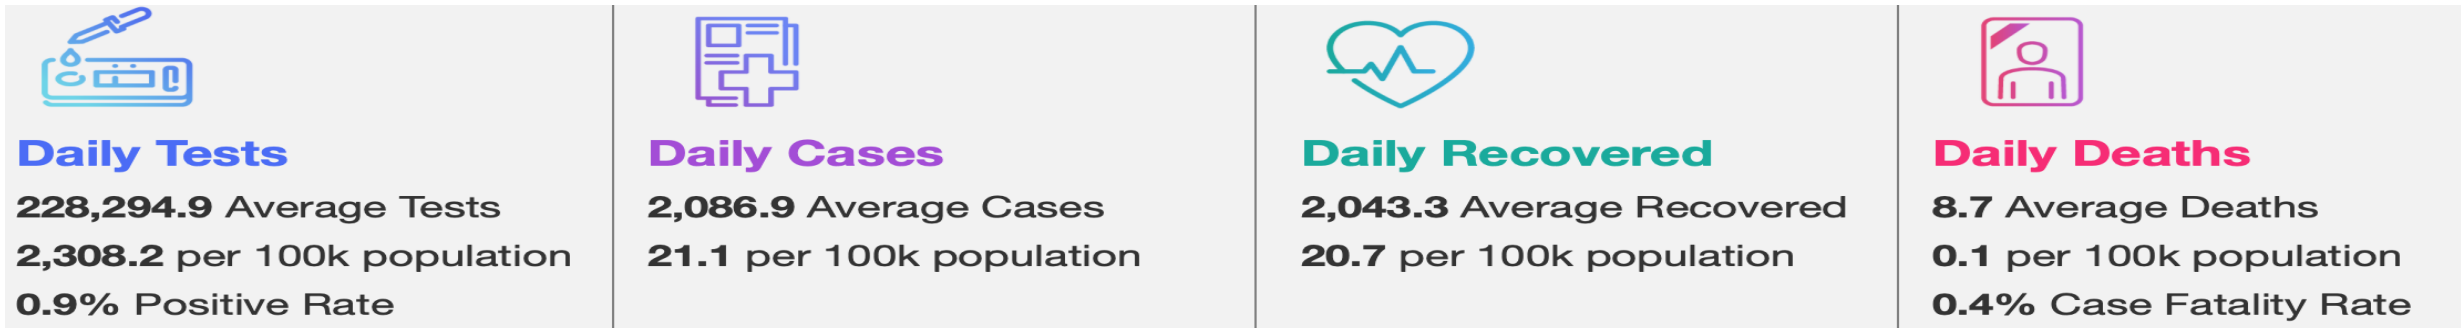 Daily Tests
228,294.9 Average Tests
2,308.2 per 100k population
0.9% Positive Rate
Daily Cases
2,086.9 Average Cases
21.1 per 100k population
Daily Recovered
2,043.3 Average Recovered
20.7 per 100k population
Daily Deaths
8.7 Average Deaths
0.1 per 100k population
0.4% Case Fatality Rate